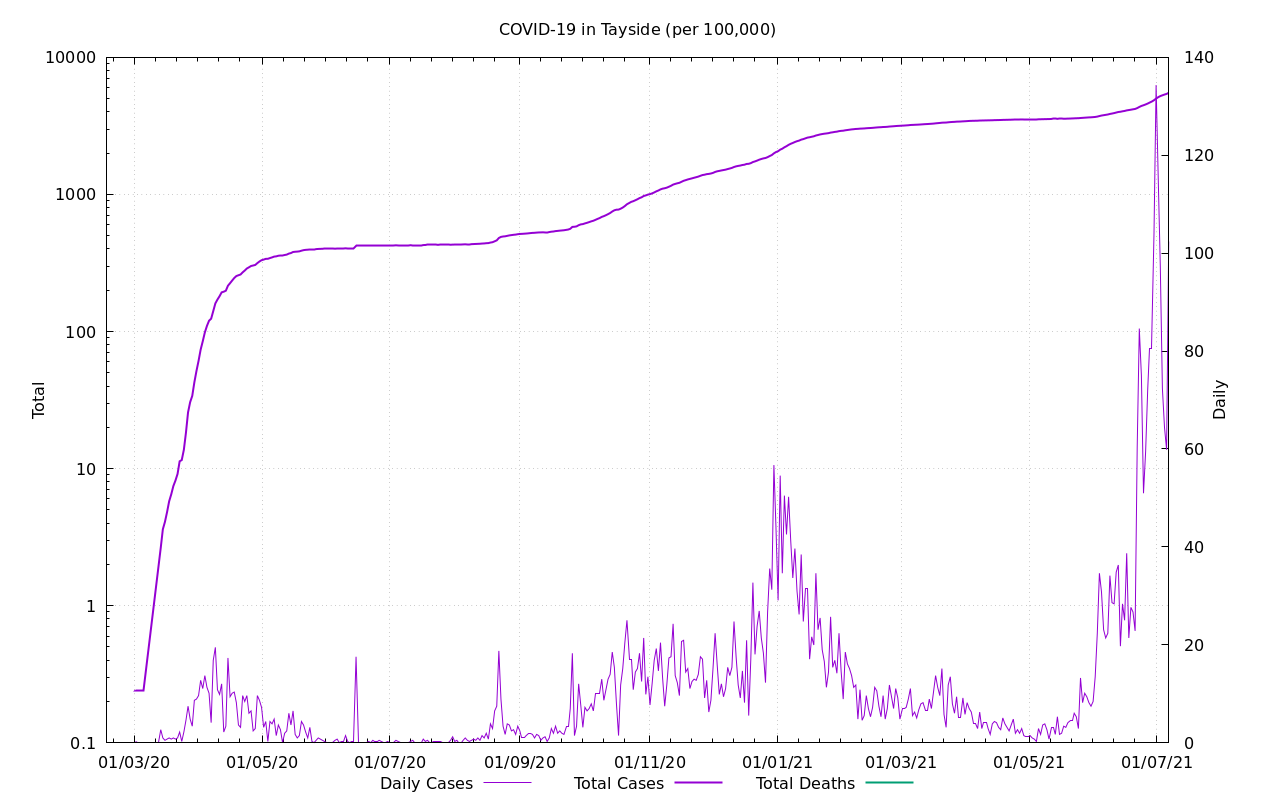 COVID-19 in Tayside (per 100,000)
10000
1000
100
10
1
0.1
Total
140
120
100
80
60
40
20
0
Daily
01/03/20 01/05/20 01/07/20 01/09/20 01/11/20 01/01/21 01/03/21 01/05/21 01/07/21
Daily Cases Total Cases Total Deaths